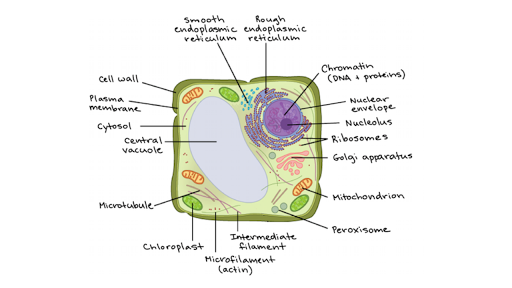 Smooth
endoplasmic
reticulum
Rough
endoplasmic
reticulum
Chromatin
(DNA + proteins)
Cell wall
Plasma
membrane
Nuclear
envelope
Cytosol
Nucleolus
Central
vacuole
Ribosomes
Golgi apparatus
Microtubule
Mitochondrion
Chloroplast
Intermediate
filament
Peroxisome
Microfilament
(actin)